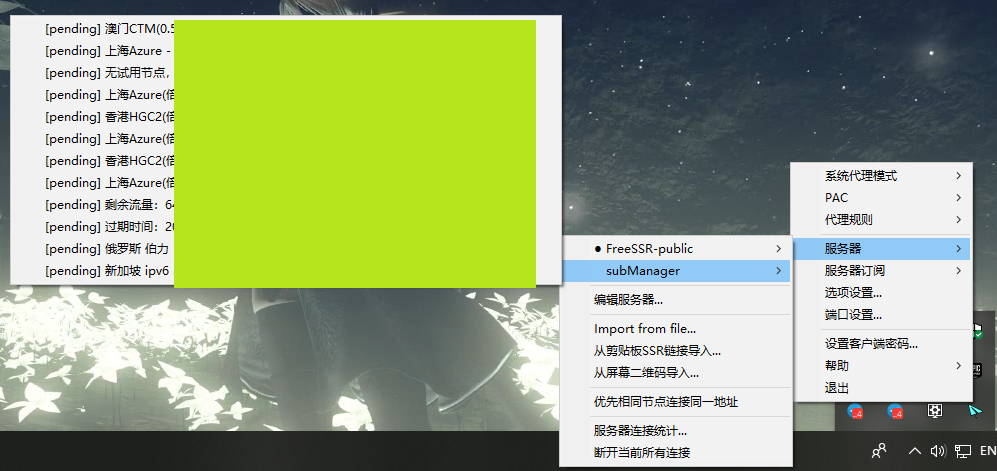 [pending] 澳门CTM(0.5
[pending] 上海Azure -
[pending] 无试用节点,
[pending] 上海Azure(倍
[pending] 香港HGC2(倍
[pending] 上海Azure(倍
[pending] 香港HGC2(倍
[pending] 上海Azure(倍
[pending] 剩余流量: 64
[pending] 过期时间: 20
[pending] 俄罗斯 伯力
[pending] 新加坡 ipv6
FreeSSR-public
subManager
编辑服务器...
Import from file...
从剪贴板SSR链接导入...
从屏幕二维码导入...
优先相同节点连接同一地址
服务器连接统计...
断开当前所有连接
系统代理模式
PAC
代理规则
服务器
服务器订阅
选项设置...
端口设置...
设置客户端密码...
帮助
退出
EN